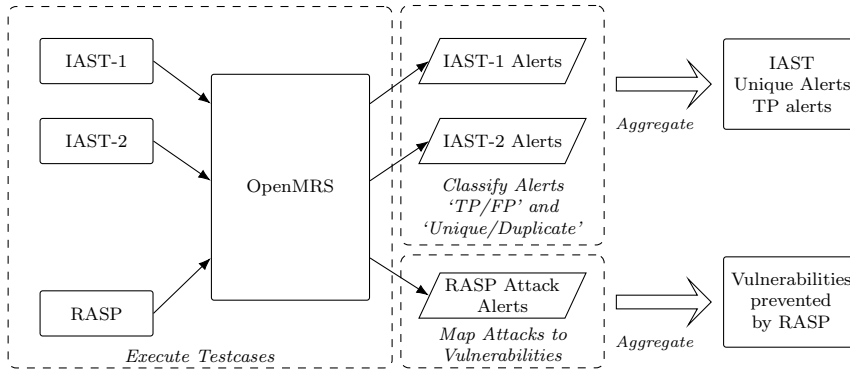 IAST-1
IAST-2
RASP
OpenMRS
Execute Testcases
IAST-1 Alerts
IAST-2 Alerts
Classify Alerts
‘TP/FP’ and
‘Unique/Duplicate’
RASP Attack
Alerts
Map Attacks to
Vulnerabilities
Aggregate
IAST
Unique Alerts
TP alerts
Aggregate
Vulnerabilities
prevented
by RASP